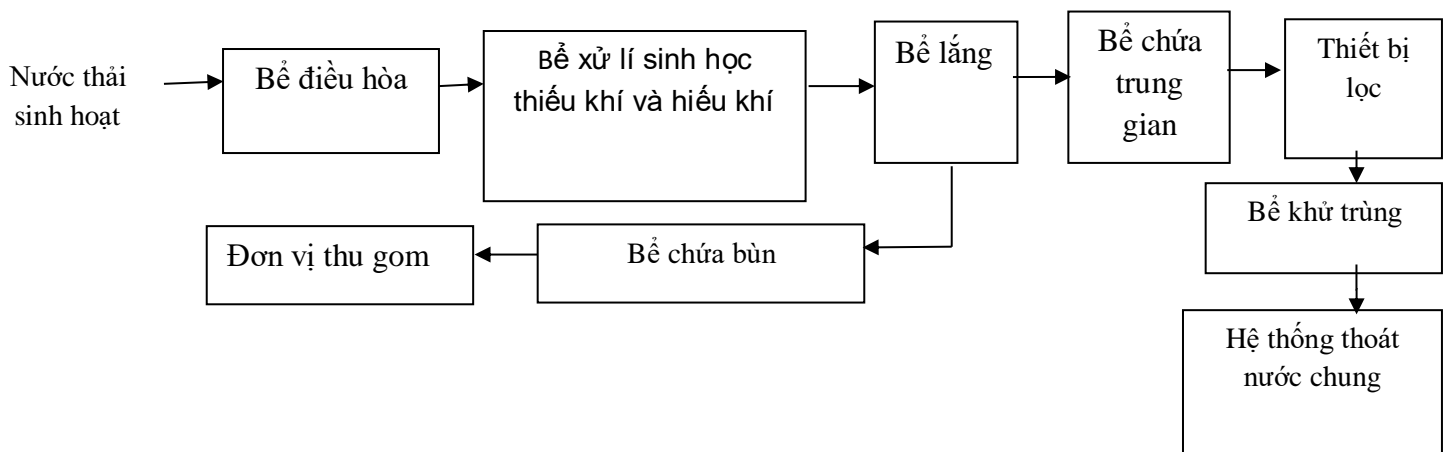 Nước thải
sinh hoạt
Bể điều hòa
Bể xử lí sinh học
thiếu khí và hiếu khí
Bể lắng
Bể chứa
trung
gian
Thiết bị
lọc
Bể khử trùng
Hệ thống thoát
nước chung
Bể chứa bùn
Đơn vị thu gom